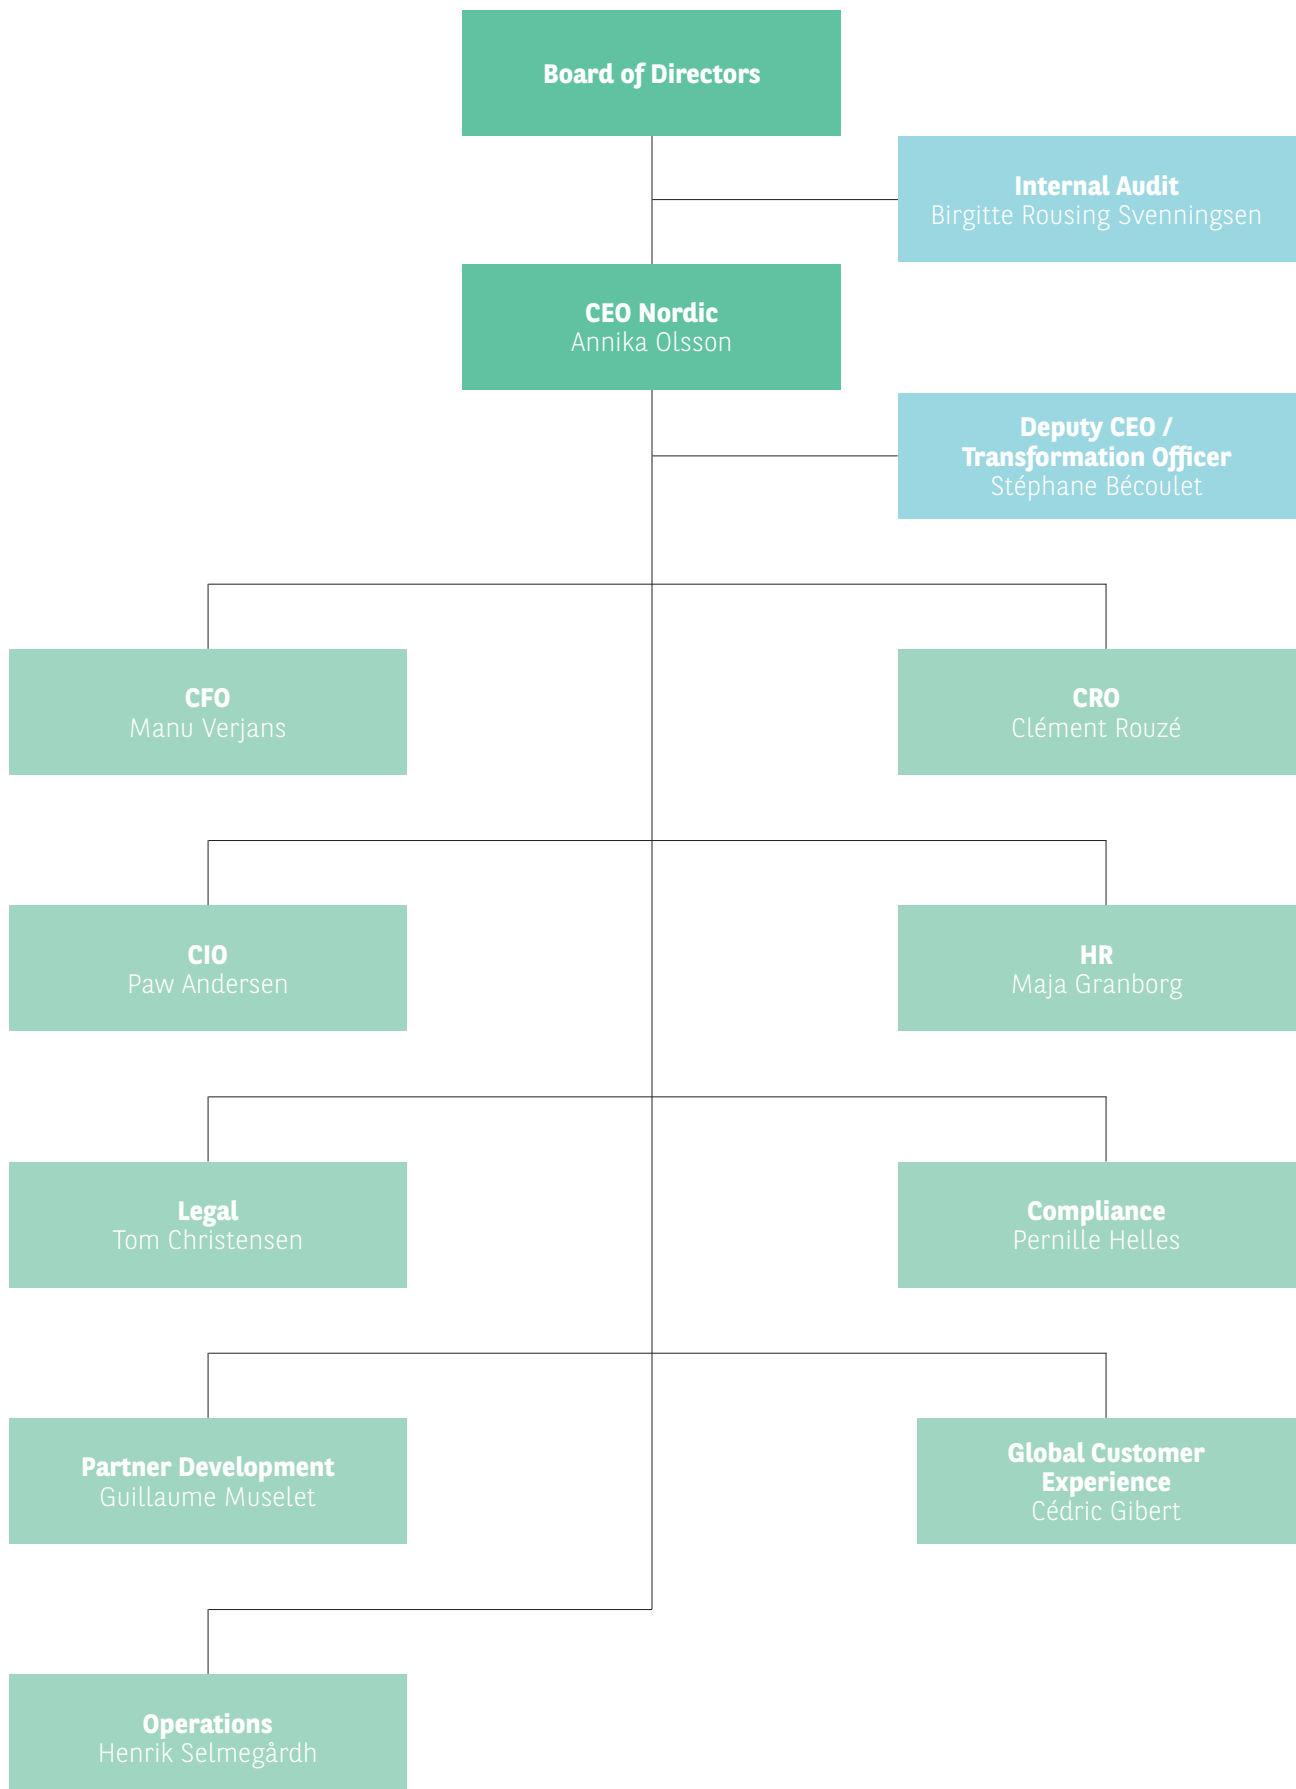 Board of Directors
Internal Audit
Birgitte Rousing Svenningsen
CEO Nordic
Annika Olsson
Deputy CEO /
Transformation Officer
Stéphane Bécoulet
CFO
Manu Verjans
CRO
Clément Rouzé
CIO
Paw Andersen
HR
Maja Granborg
Legal
Tom Christensen
Compliance
Pernille Helles
Partner Development
Guillaume Muselet
Global Customer
Experience
Cédric Gibert
Operations
Henrik Selmegårdh